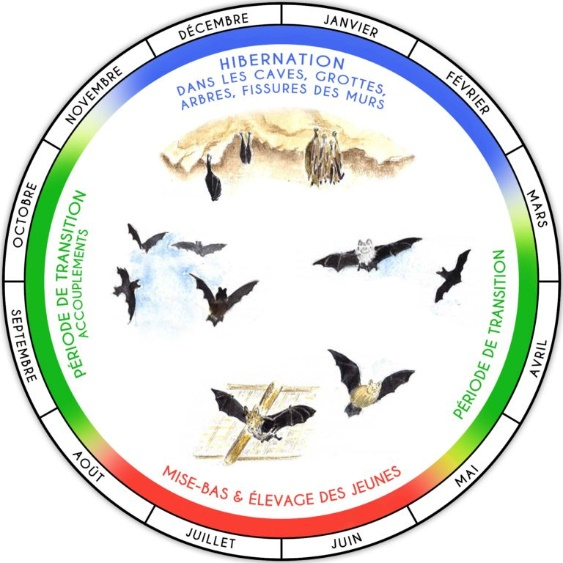 JANVIER
FÉVRIER
MARS
AVRIL
MAI
JUIN
JUILLET
AOÛT
SEPTEMBRE
OCTOBRE
NOVEMBRE
DÉCEMBRE
HIBERNATION
DANS LES CAVES, GROTTES,
ARBRES, FISSURES DES MURS
PÉRIODE DE TRANSITION
MISE-BAS & ÉLEVAGE DES JEUNES
PÉRIODE DE TRANSITION
ACCOUPLEMENTS